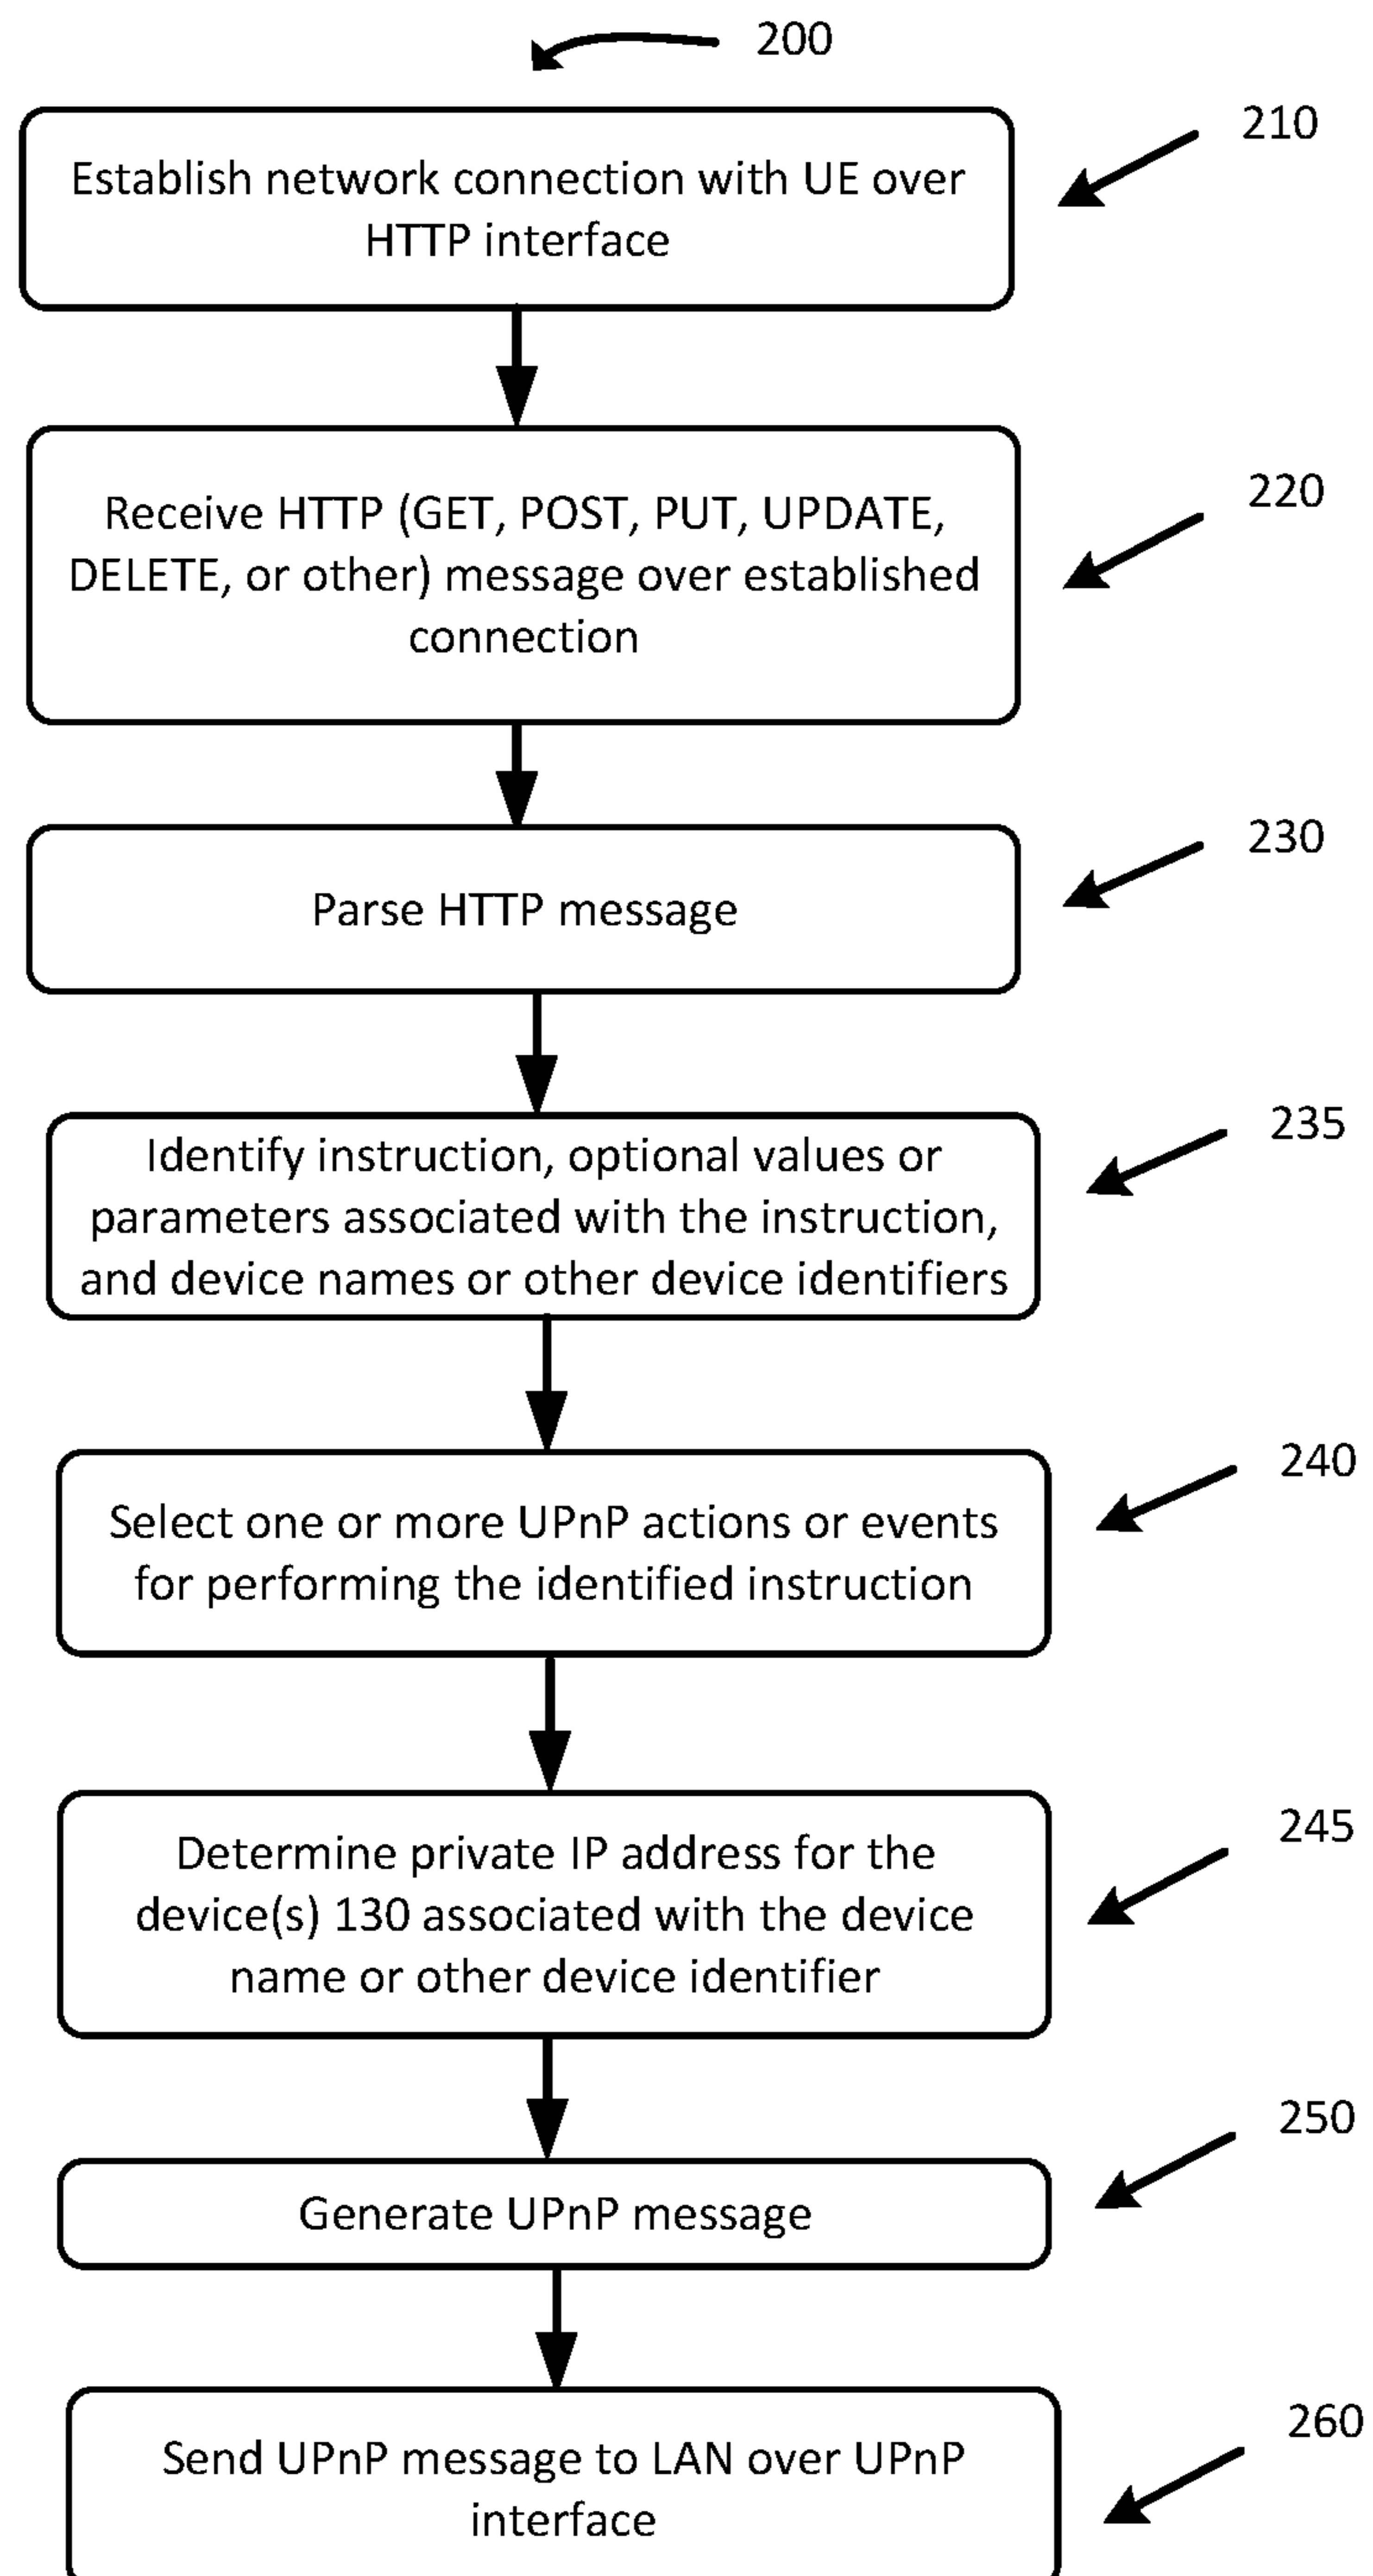 200
210
Establish network connection with UE over
HTTP interface
220
Receive HTTP (GET, POST, PUT, UPDATE,
DELETE, or other) message over established
connection
230
Parse HTTP message
235
Identify instruction, optional values or
parameters associated with the instruction,
and device names or other device identifiers
240
Select one or more UPnP actions or events
for performing the identified instruction
245
Determine private IP address for the
device(s) 130 associated with the device
name or other device identifier
250
Generate UPnP message
260
Send UPnP message to LAN over UPnP
interface